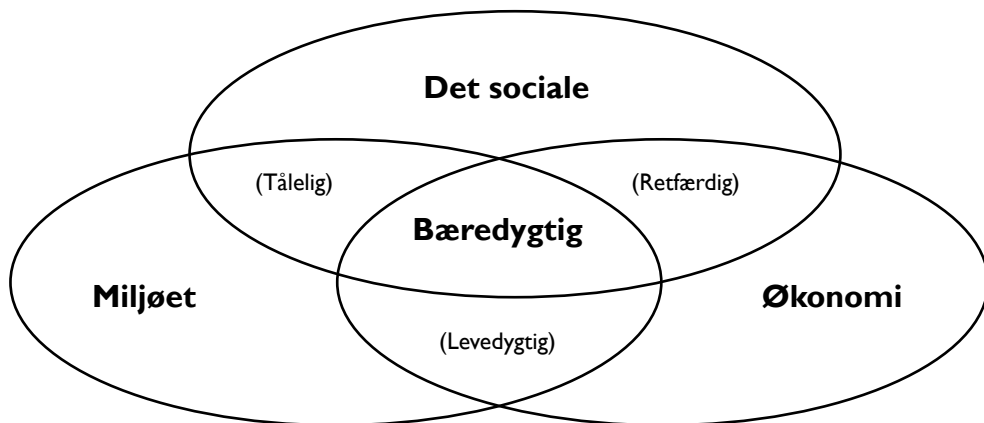 Det sociale
(Tålelig)
(Retfærdig)
Bæredygtig
Miljøet
Økonomi
(Levedygtig)